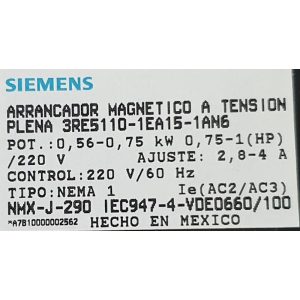 SIEMENS
ARRANCADOR MAGNETICO A TENSION
PLENA 3RE5110-1EA15-1AN6
POT.:0,56-0,75 kW 0,75-1(HP)
/220 V AJUSTE: 2,8-4 A
CONTROL:220 V/60 Hz
TIPO:NEMA 1 Ie(AC2/AC3)
NMX-J-290 IEC947-4-VDE0660/100
*A7B10000002562 HECHO EN MEXICO